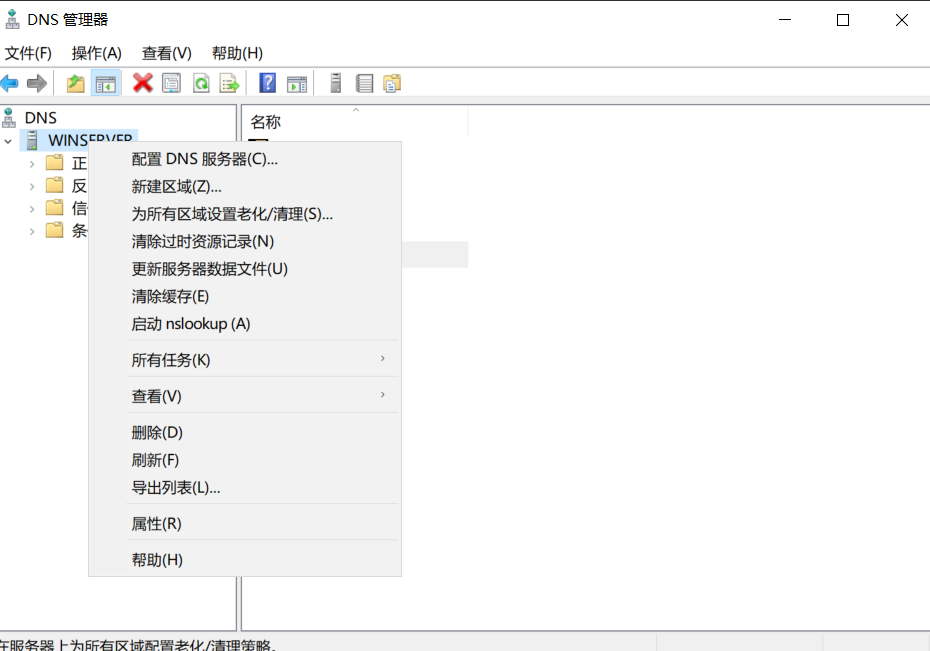 DNS 管理器
文件(F) 操作(A) 查看(V) 帮助(H)
DNS
名称
WINSERVER
正
反
信
条
配置 DNS 服务器(C)...
新建区域(Z)...
为所有区域设置老化/清理(S)...
清除过时资源记录(N)
更新服务器数据文件(U)
清除缓存(E)
启动 nslookup (A)
所有任务(K)
查看(V)
删除(D)
刷新(F)
导出列表(L)...
属性(R)
帮助(H)
在服务器上为所有区域配置老化/清理策略。